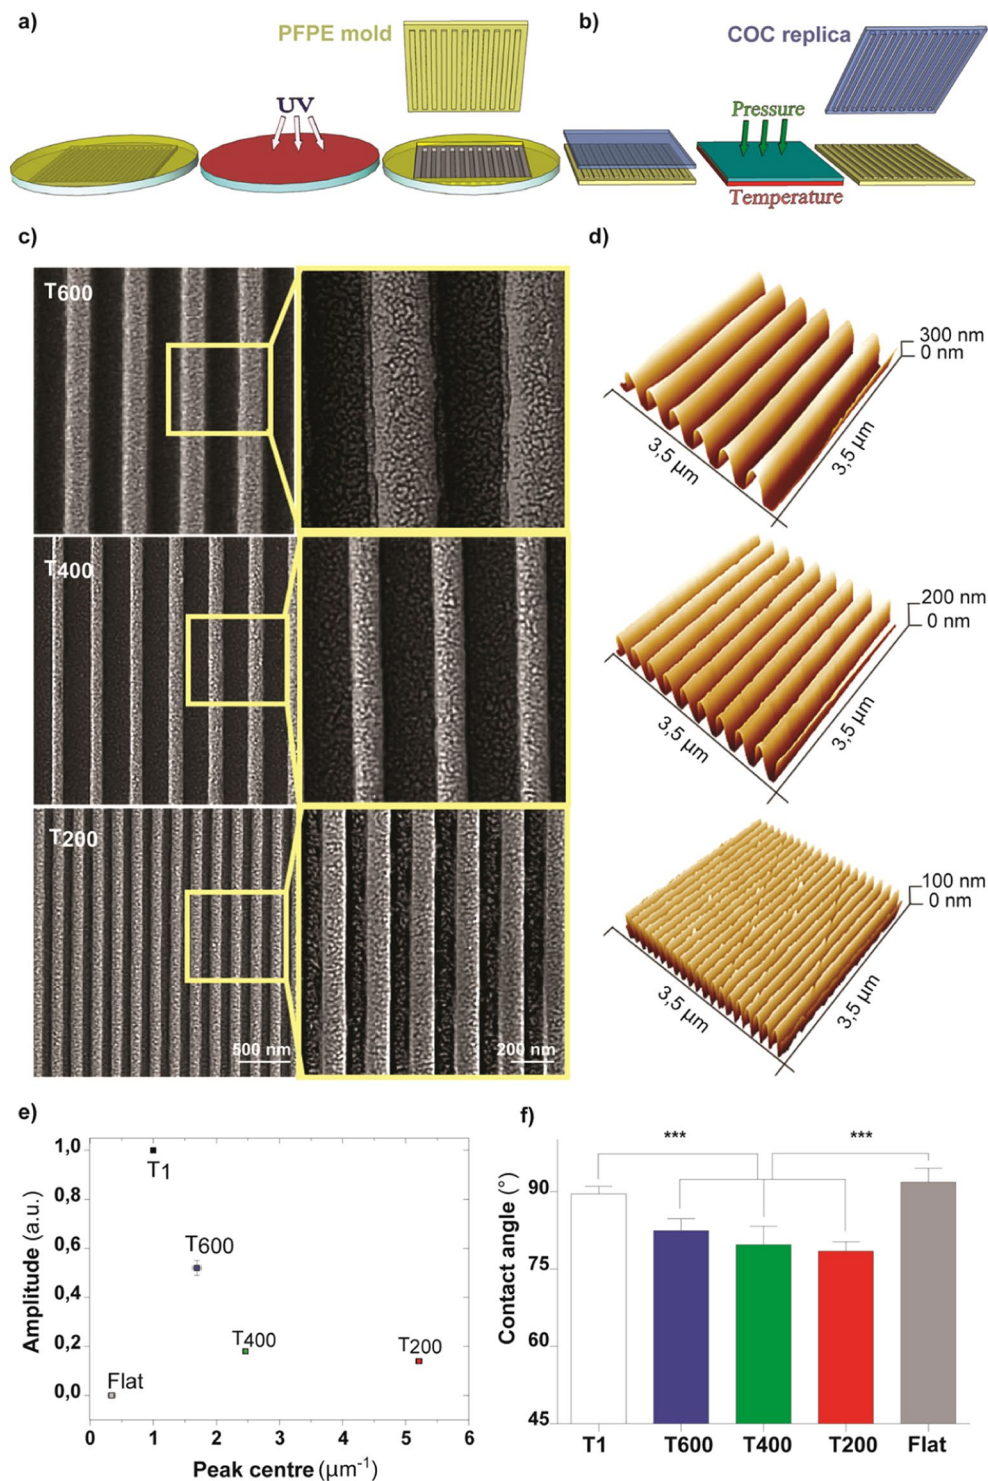 a)
PFPE mold
UV
b)
COC replica
Pressure
Temperature
c)
T600
T400
T200
500 nm
200 nm
d)
300 nm
0 nm
3,5 µm
3,5 µm
200 nm
0 nm
3,5 µm
3,5 µm
100 nm
0 nm
3,5 µm
3,5 µm
e)
Amplitude (a.u.)
1,0
0,8
0,6
0,4
0,2
0,0
T1
T600
T400
T200
Flat
0 1 2 3 4 5 6
Peak centre (µm⁻¹)
f)
Contact angle (°)
90
75
60
45
*** ***
T1 T600 T400 T200 Flat